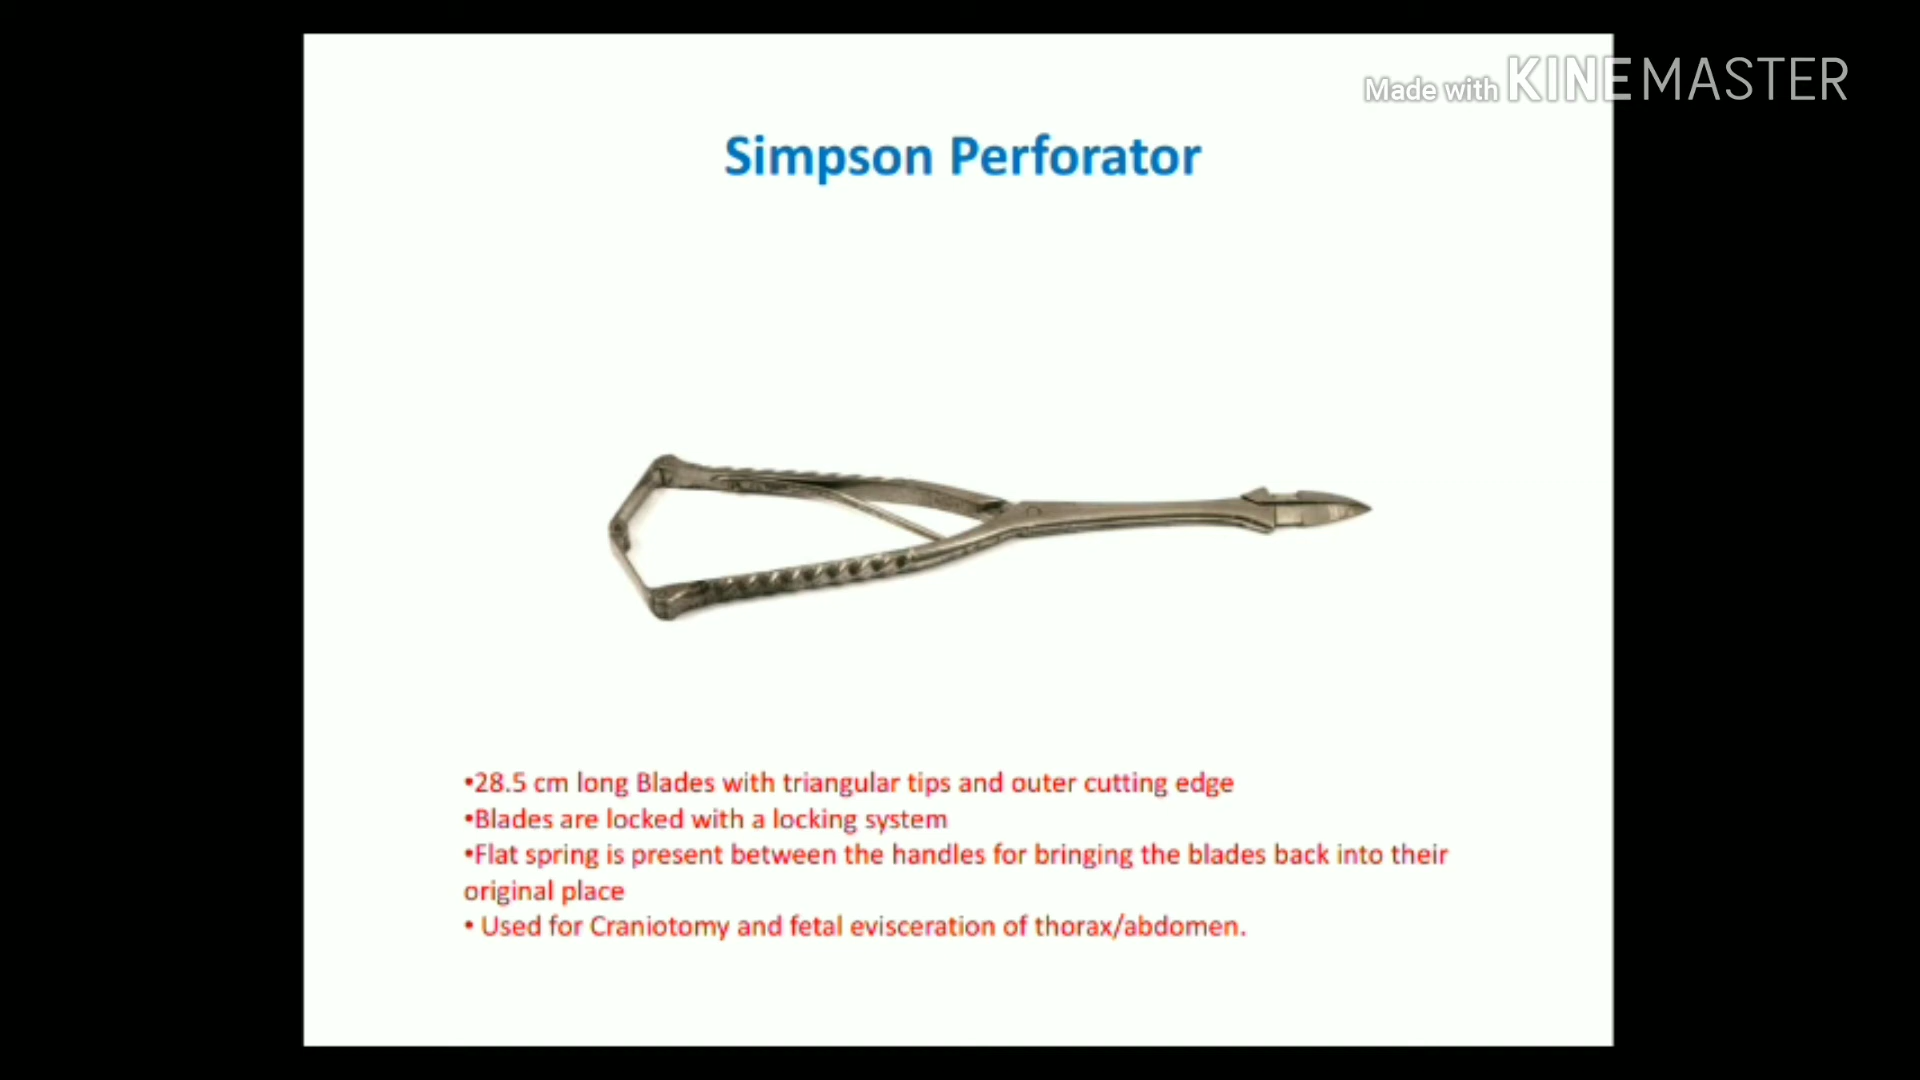 Made with KINEMASTER
Simpson Perforator
•28.5 cm long Blades with triangular tips and outer cutting edge
•Blades are locked with a locking system
•Flat spring is present between the handles for bringing the blades back into their
original place
• Used for Craniotomy and fetal evisceration of thorax/abdomen.